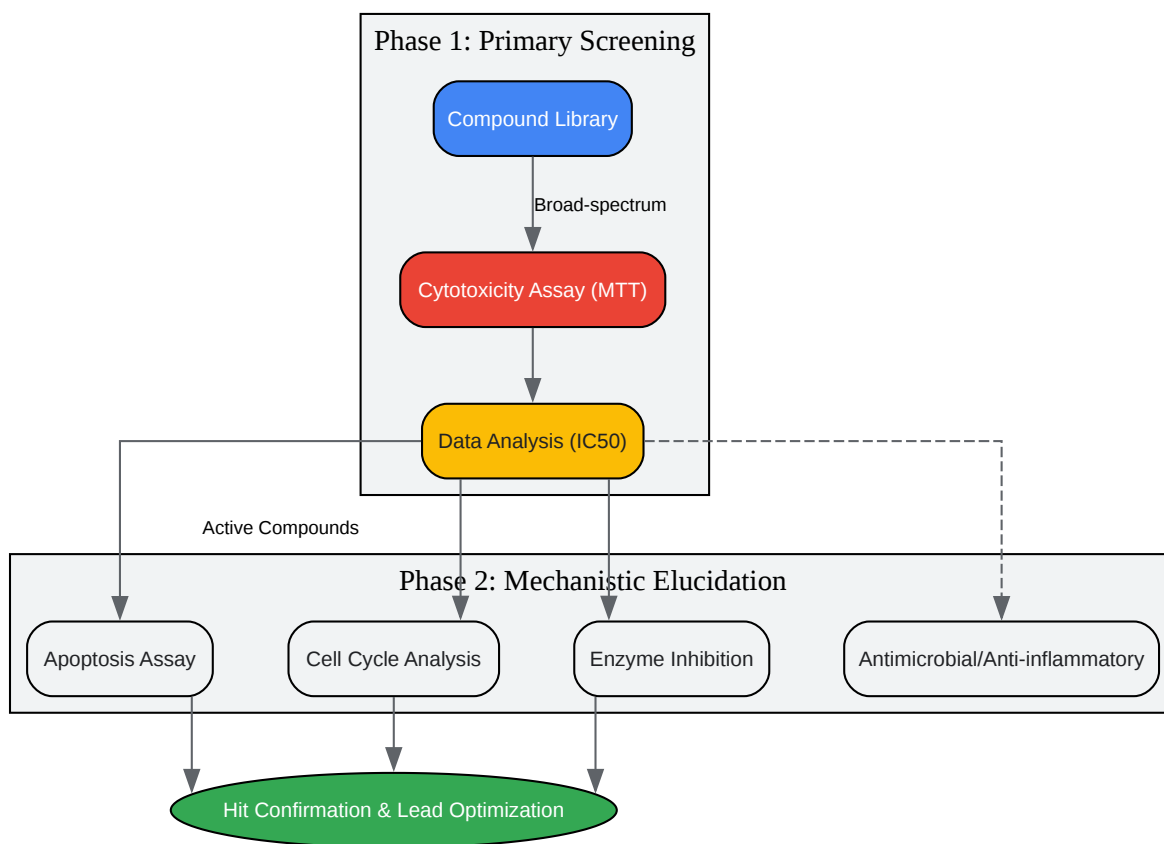 Phase 1: Primary Screening
Compound Library
Broad-spectrum
Cytotoxicity Assay (MTT)
Data Analysis (IC50)
Active Compounds
Phase 2: Mechanistic Elucidation
Apoptosis Assay
Cell Cycle Analysis
Enzyme Inhibition
Antimicrobial/Anti-inflammatory
Hit Confirmation & Lead Optimization